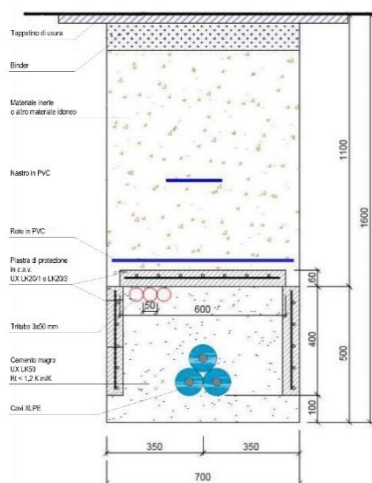 Tappetino di usura
Binder
Materiale inerte
o altro materiale idoneo
Nastro in PVC
Rete in PVC
Piastra di protezione
in c.a.v.
UX LK20/1 e LK20/3
Tritubo 3x50 mm
Cemento magro
UX LK50
Rt < 1,2 K m/K
Cavi XLPE
50
600
1100
1600
60
400
500
100
350
350
700